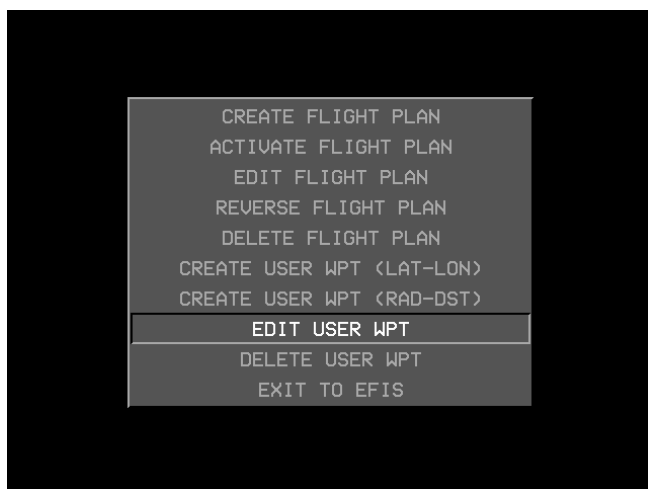 CREATE FLIGHT PLAN
ACTIVATE FLIGHT PLAN
EDIT FLIGHT PLAN
REVERSE FLIGHT PLAN
DELETE FLIGHT PLAN
CREATE USER WPT (LAT-LON)
CREATE USER WPT (RAD-DST)
EDIT USER WPT
DELETE USER WPT
EXIT TO EFIS